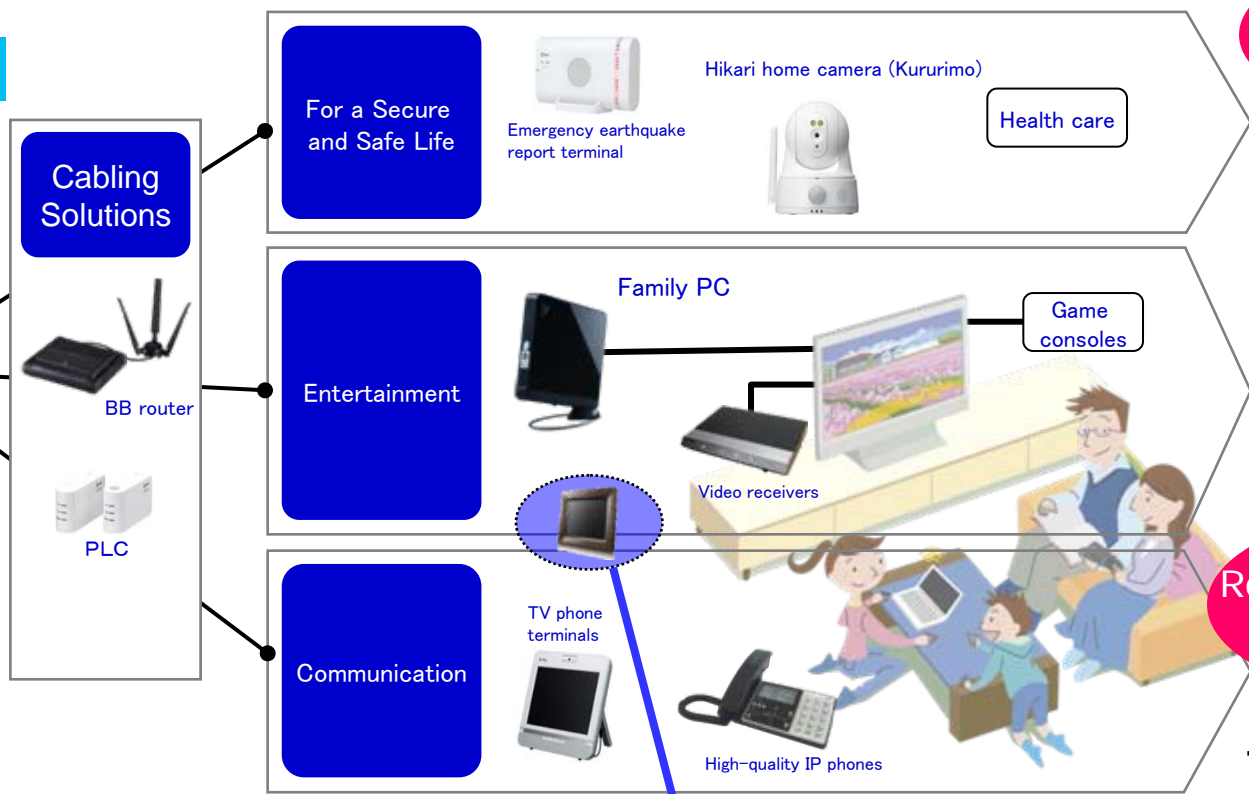 Cabling
Solutions
BB router
PLC
For a Secure
and Safe Life
Emergency earthquake
report terminal
Hikari home camera (Kururimo)
Health care
Entertainment
Family PC
Game
consoles
Video receivers
Communication
TV phone
terminals
High-quality IP phones